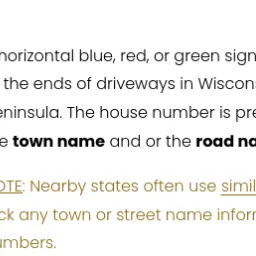 horizontal blue, red, or green sign
the ends of driveways in Wiscons
eninsula. The house number is pre
e town name and or the road na
OTE: Nearby states often use simil
ck any town or street name inform
umbers.